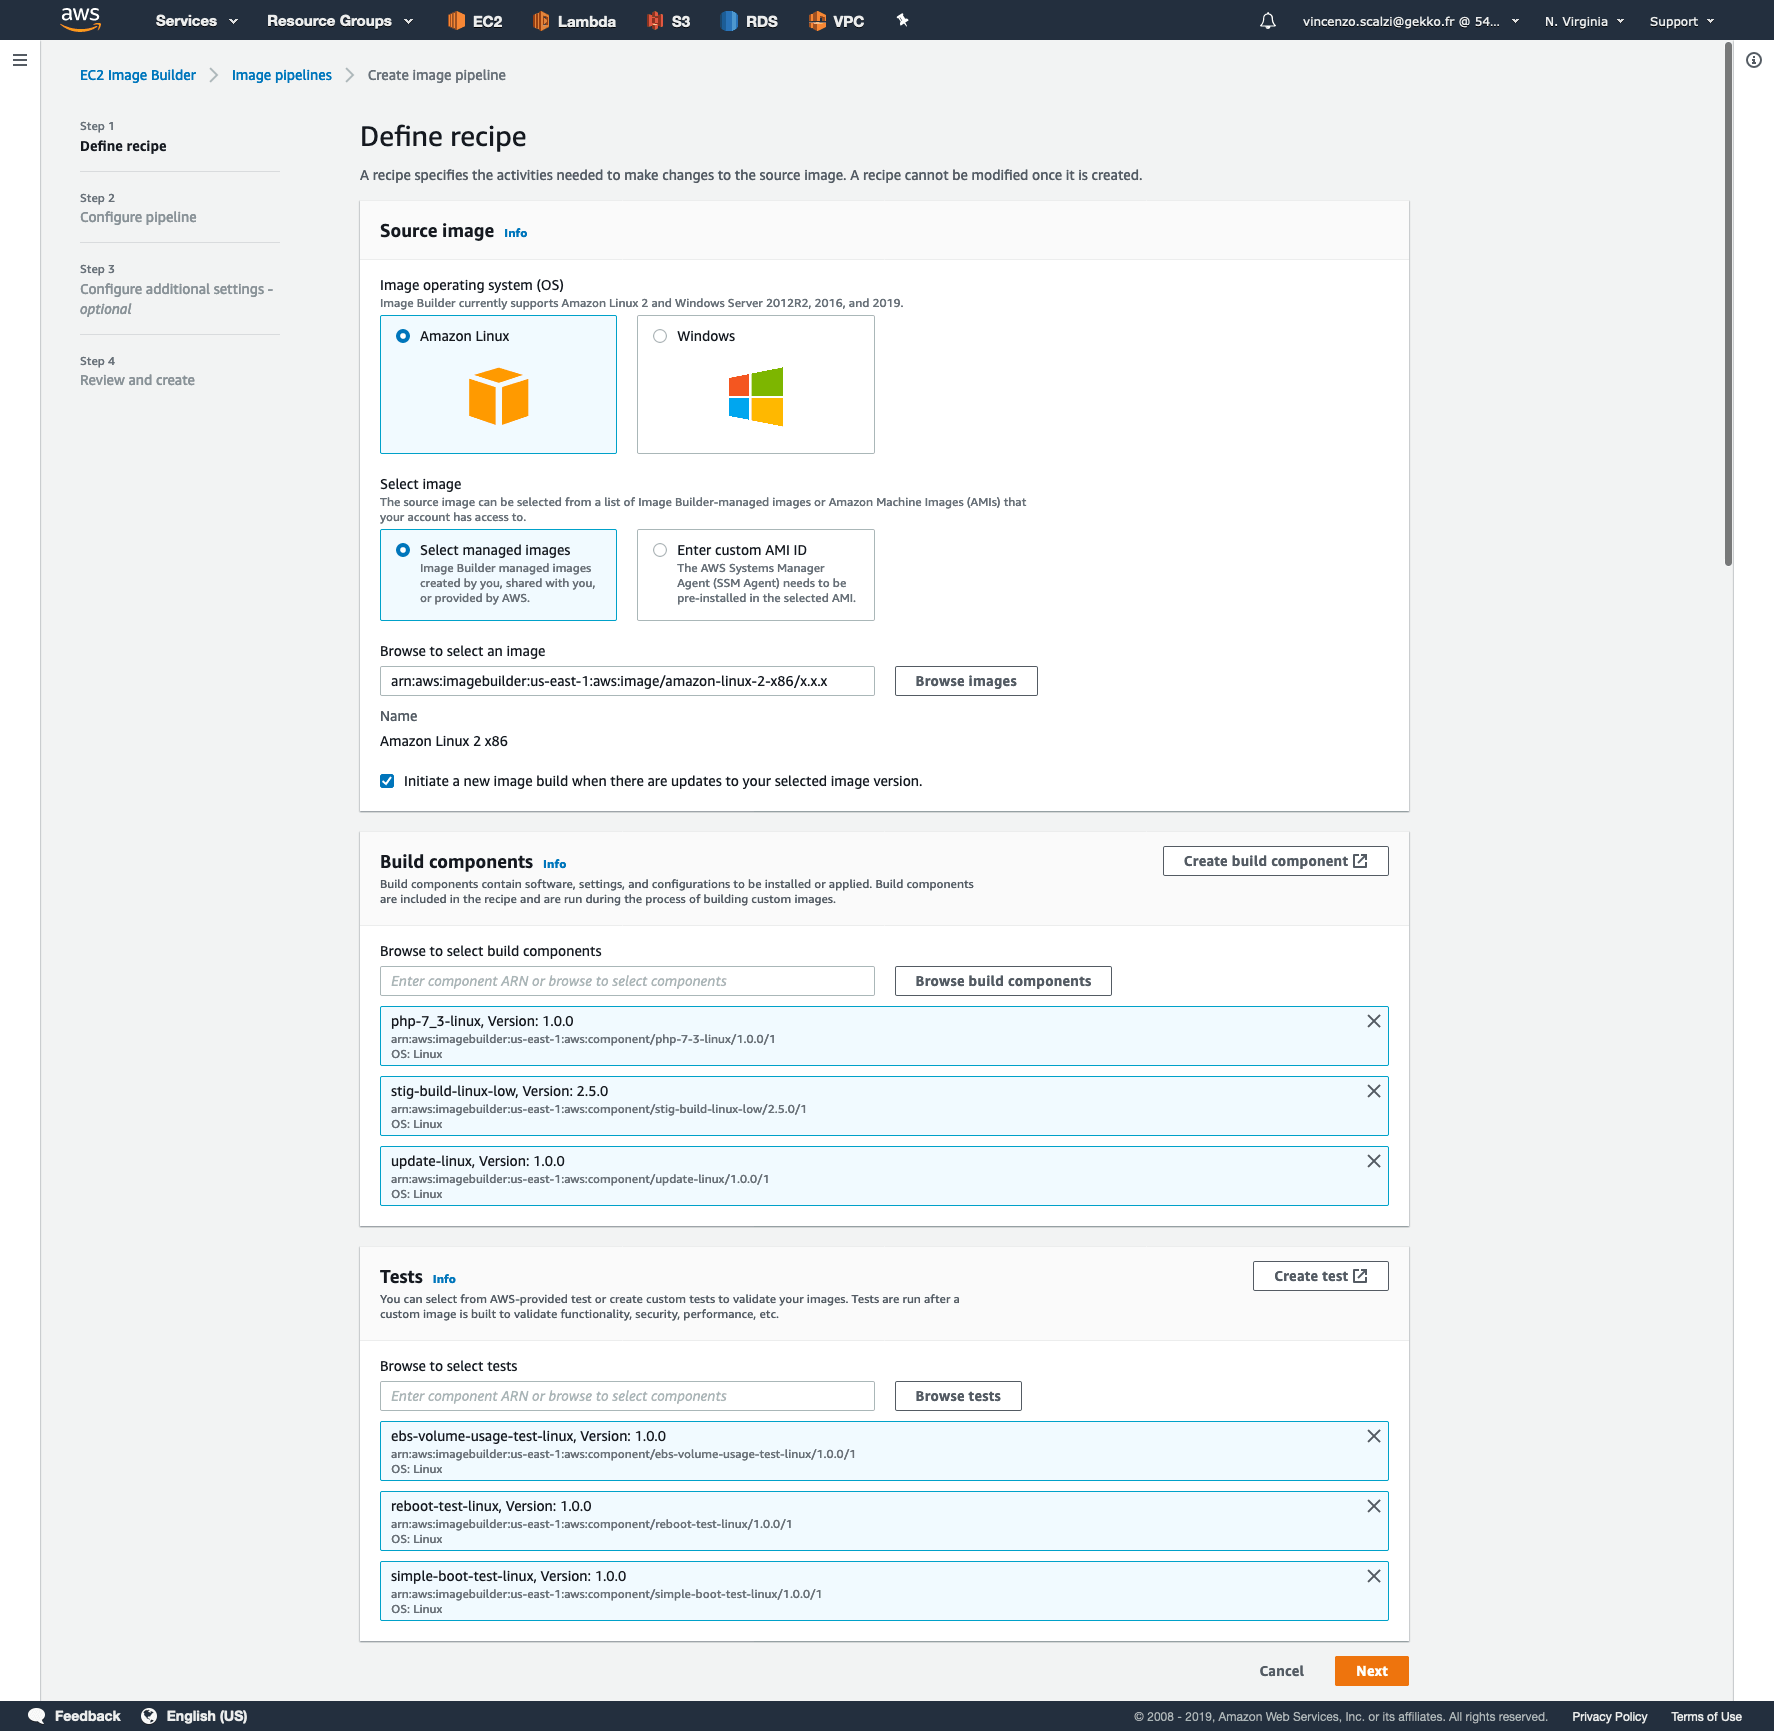 aws Services Resource Groups EC2 Lambda S3 RDS VPC vincenzo.scalzi@gekko.fr @ 54... N. Virginia Support
EC2 Image Builder Image pipelines Create image pipeline
Step 1
Define recipe
Step 2
Configure pipeline
Step 3
Configure additional settings -
optional
Step 4
Review and create
Define recipe
A recipe specifies the activities needed to make changes to the source image. A recipe cannot be modified once it is created.
Source image Info
Image operating system (OS)
Image Builder currently supports Amazon Linux 2 and Windows Server 2012R2, 2016, and 2019.
Amazon Linux
Windows
Select image
The source image can be selected from a list of Image Builder-managed images or Amazon Machine Images (AMIs) that
your account has access to.
Select managed images
Image Builder managed images
created by you, shared with you,
or provided by AWS.
Enter custom AMI ID
The AWS Systems Manager
Agent (SSM Agent) needs to be
pre-installed in the selected AMI.
Browse to select an image
arn:aws:imagebuilder:us-east-1:aws:image/amazon-linux-2-x86/x.x.x Browse images
Name
Amazon Linux 2 x86
Initiate a new image build when there are updates to your selected image version.
Build components Info Create build component
Build components contain software, settings, and configurations to be installed or applied. Build components
are included in the recipe and are run during the process of building custom images.
Browse to select build components
Enter component ARN or browse to select components Browse build components
php-7_3-linux, Version: 1.0.0
arn:aws:imagebuilder:us-east-1:aws:component/php-7-3-linux/1.0.0/1
OS: Linux
stig-build-linux-low, Version: 2.5.0
arn:aws:imagebuilder:us-east-1:aws:component/stig-build-linux-low/2.5.0/1
OS: Linux
update-linux, Version: 1.0.0
arn:aws:imagebuilder:us-east-1:aws:component/update-linux/1.0.0/1
OS: Linux
Tests Info Create test
You can select from AWS-provided test or create custom tests to validate your images. Tests are run after a
custom image is built to validate functionality, security, performance, etc.
Browse to select tests
Enter component ARN or browse to select components Browse tests
ebs-volume-usage-test-linux, Version: 1.0.0
arn:aws:imagebuilder:us-east-1:aws:component/ebs-volume-usage-test-linux/1.0.0/1
OS: Linux
reboot-test-linux, Version: 1.0.0
arn:aws:imagebuilder:us-east-1:aws:component/reboot-test-linux/1.0.0/1
OS: Linux
simple-boot-test-linux, Version: 1.0.0
arn:aws:imagebuilder:us-east-1:aws:component/simple-boot-test-linux/1.0.0/1
OS: Linux
Cancel Next
Feedback English (US) © 2008 - 2019, Amazon Web Services, Inc. or its affiliates. All rights reserved. Privacy Policy Terms of Use